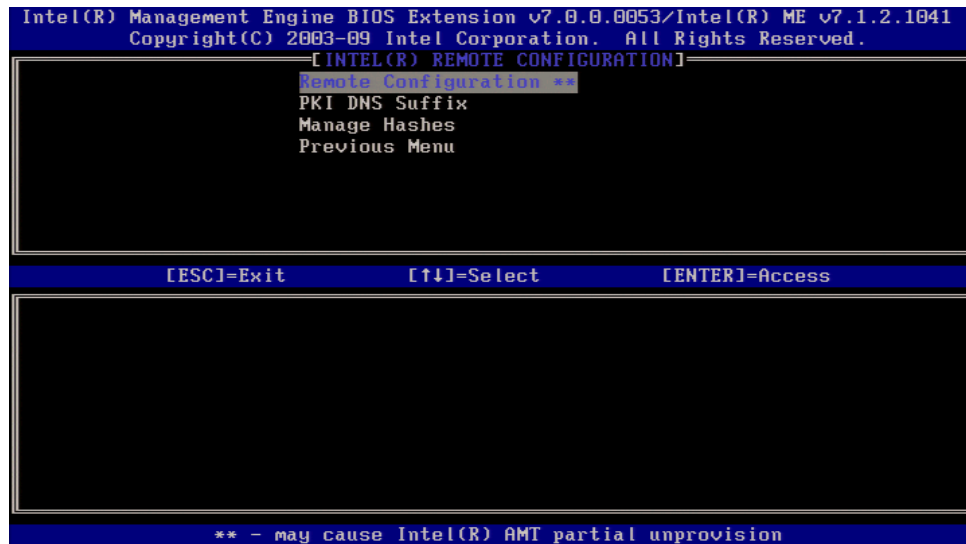 Intel(R) Management Engine BIOS Extension v7.0.0.0053/Intel(R) ME v7.1.2.1041
Copyright(C) 2003-09 Intel Corporation. All Rights Reserved.
[INTEL(R) REMOTE CONFIGURATION]
Remote Configuration **
PKI DNS Suffix
Manage Hashes
Previous Menu
[ESC]=Exit [↑↓]=Select [ENTER]=Access
** - may cause Intel(R) AMT partial unprovision